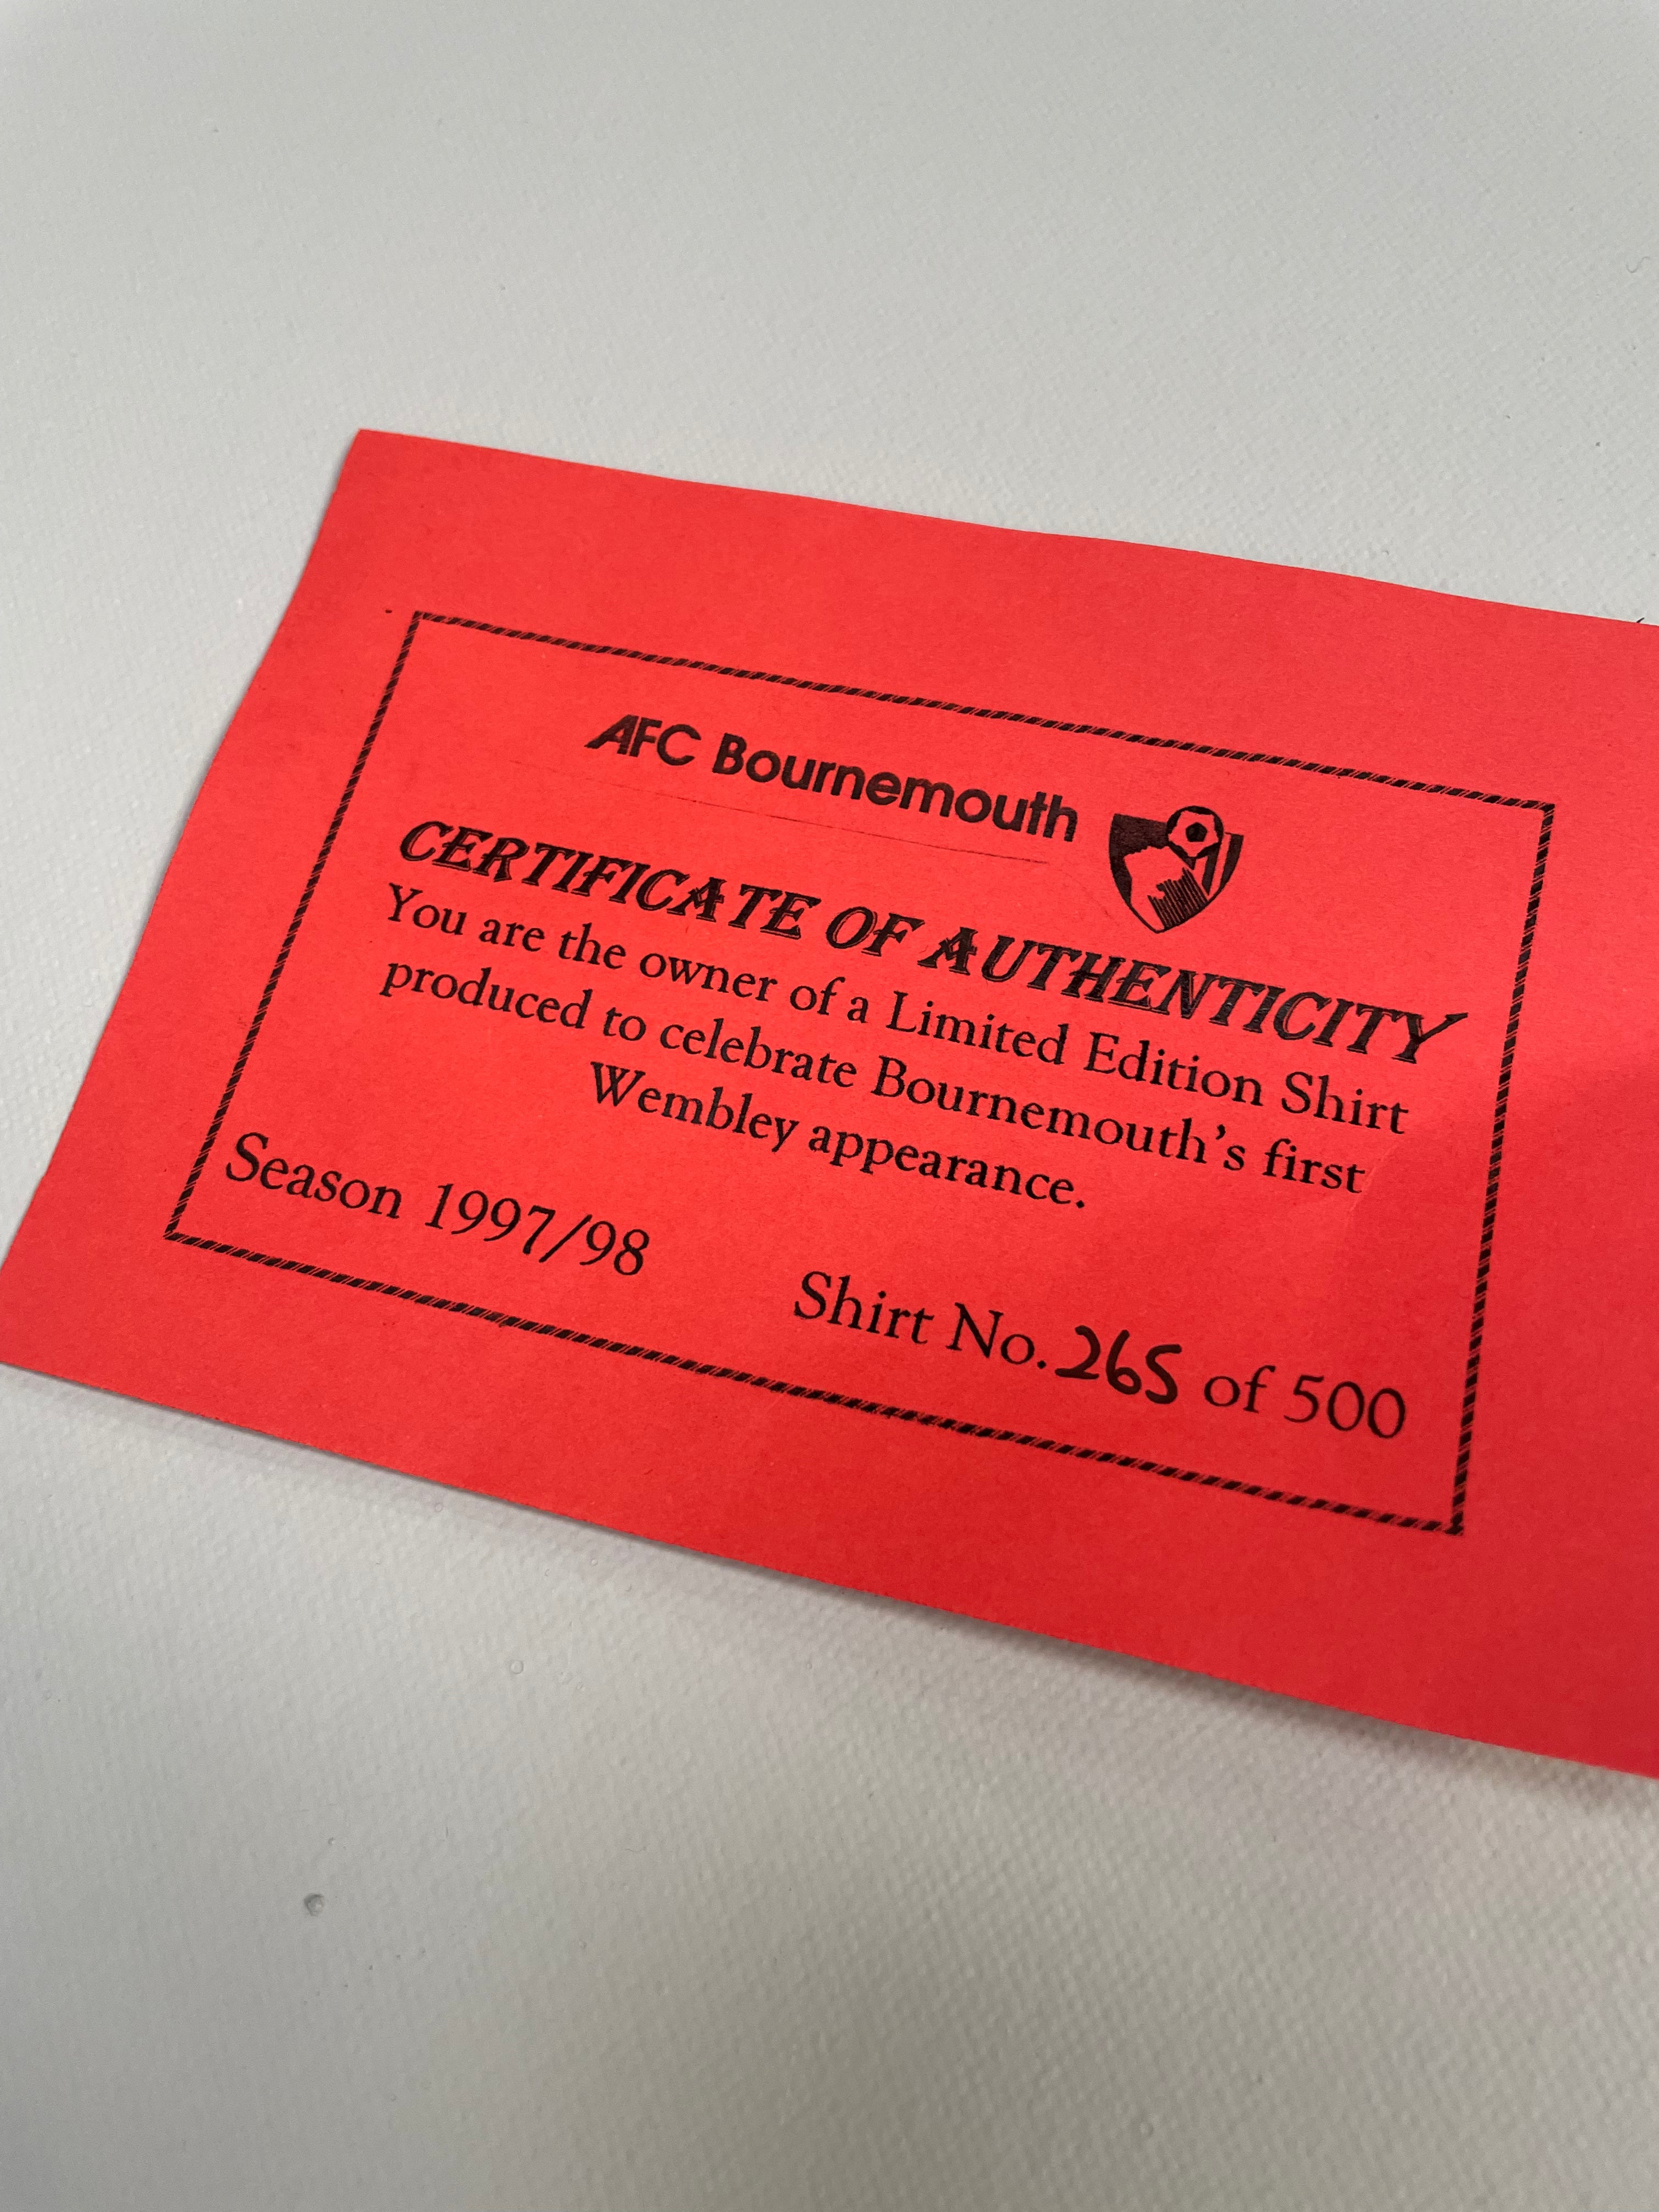 AFC Bournemouth
CERTIFICATE OF AUTHENTICITY
You are the owner of a Limited Edition Shirt
produced to celebrate Bournemouth's first
Wembley appearance.
Season 1997/98
Shirt No. 265 of 500